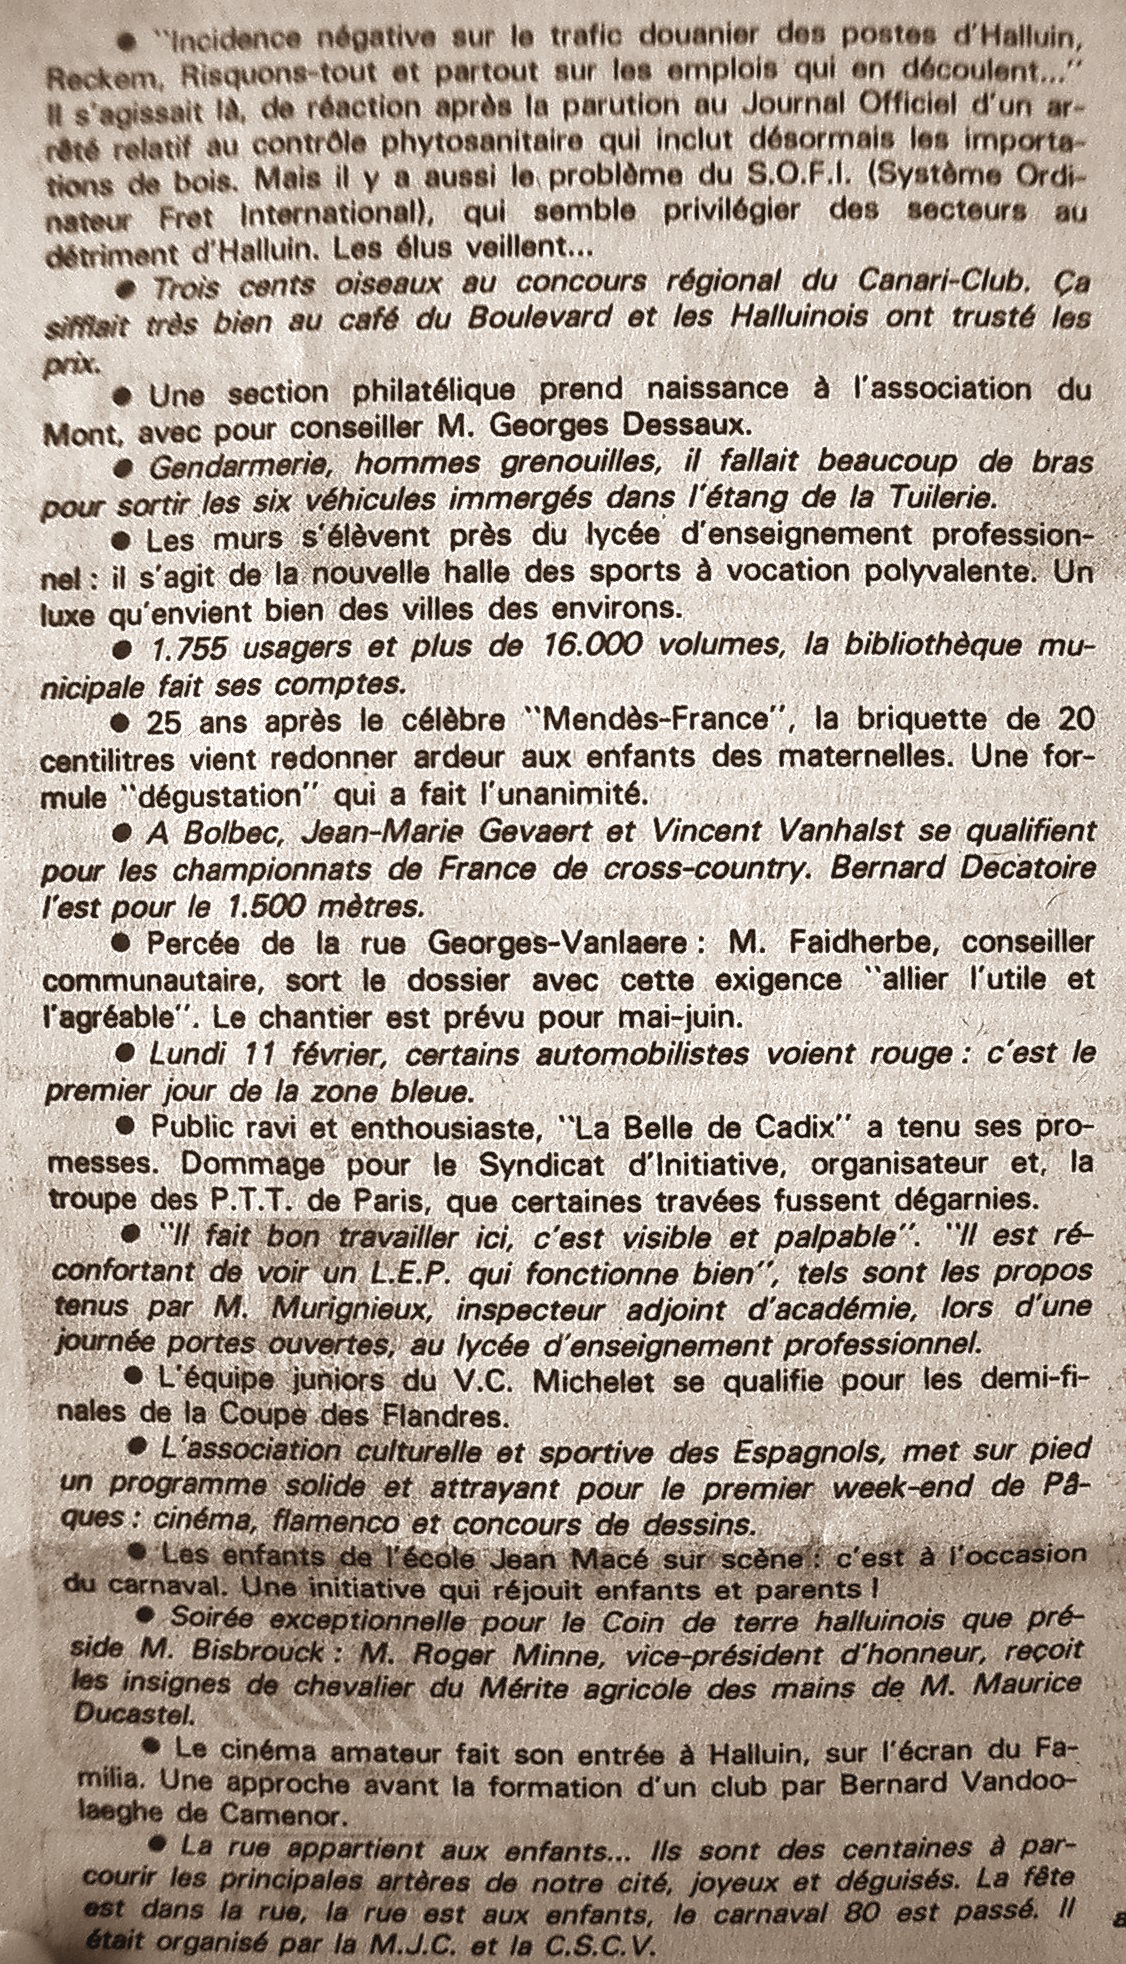 ● "Incidence négative sur le trafic douanier des postes d'Halluin,
Reckem, Risquons-tout et partout sur les emplois qui en découlent..."
Il s'agissait là, de réaction après la parution au Journal Officiel d'un ar-
rêté relatif au contrôle phytosanitaire qui inclut désormais les importa-
tions de bois. Mais il y a aussi le problème du S.O.F.I. (Système Ordi-
nateur Fret International), qui semble privilégier des secteurs au
détriment d'Halluin. Les élus veillent...
● Trois cents oiseaux au concours régional du Canari-Club. Ça
sifflait très bien au café du Boulevard et les Halluinois ont trusté les
prix.
● Une section philatélique prend naissance à l'association du
Mont, avec pour conseiller M. Georges Dessaux.
● Gendarmerie, hommes grenouilles, il fallait beaucoup de bras
pour sortir les six véhicules immergés dans l'étang de la Tuilerie.
● Les murs s'élèvent près du lycée d'enseignement profession-
nel : il s'agit de la nouvelle halle des sports à vocation polyvalente. Un
luxe qu'envient bien des villes des environs.
● 1.755 usagers et plus de 16.000 volumes, la bibliothèque mu-
nicipale fait ses comptes.
● 25 ans après le célèbre "Mendès-France", la briquette de 20
centilitres vient redonner ardeur aux enfants des maternelles. Une for-
mule "dégustation" qui a fait l'unanimité.
● A Bolbec, Jean-Marie Gevaert et Vincent Vanhalst se qualifient
pour les championnats de France de cross-country. Bernard Decatoire
l'est pour le 1.500 mètres.
● Percée de la rue Georges-Vanlaere : M. Faidherbe, conseiller
communautaire, sort le dossier avec cette exigence "allier l'utile et
l'agréable". Le chantier est prévu pour mai-juin.
● Lundi 11 février, certains automobilistes voient rouge : c'est le
premier jour de la zone bleue.
● Public ravi et enthousiaste, "La Belle de Cadix" a tenu ses pro-
messes. Dommage pour le Syndicat d'Initiative, organisateur et, la
troupe des P.T.T. de Paris, que certaines travées fussent dégarnies.
● "Il fait bon travailler ici, c'est visible et palpable". "Il est ré-
confortant de voir un L.E.P. qui fonctionne bien", tels sont les propos
tenus par M. Murignieux, inspecteur adjoint d'académie, lors d'une
journée portes ouvertes, au lycée d'enseignement professionnel.
● L'équipe juniors du V.C. Michelet se qualifie pour les demi-fi-
nales de la Coupe des Flandres.
● L'association culturelle et sportive des Espagnols, met sur pied
un programme solide et attrayant pour le premier week-end de Pâ-
ques : cinéma, flamenco et concours de dessins.
● Les enfants de l'école Jean Macé sur scène : c'est à l'occasion
du carnaval. Une initiative qui réjouit enfants et parents !
● Soirée exceptionnelle pour le Coin de terre halluinois que pré-
side M. Bisbrouck : M. Roger Minne, vice-président d'honneur, reçoit
les insignes de chevalier du Mérite agricole des mains de M. Maurice
Ducastel.
● Le cinéma amateur fait son entrée à Halluin, sur l'écran du Fa-
milia. Une approche avant la formation d'un club par Bernard Vandoo-
laeghe de Camenor.
● La rue appartient aux enfants... Ils sont des centaines à par-
courir les principales artères de notre cité, joyeux et déguisés. La fête
est dans la rue, la rue est aux enfants, le carnaval 80 est passé. Il
était organisé par la M.J.C. et la C.S.C.V.